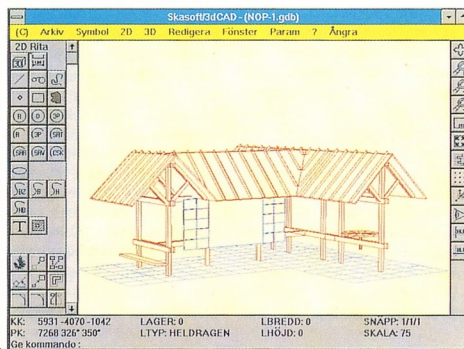 Skasoft/3dCAD - (NOP-1.gdb)
(C) Arkiv Symbol 2D 3D Redigera Fönster Param ? Ångra
2D Rita
T
KK: 5931 -4070 -1042 LAGER: 0 LBREDD: 0 SNÄPP: 1/1/1
PK: 7268 326° 350° LTYP: HELDRAGEN LHÖJD: 0 SKALA: 75
Ge kommando :